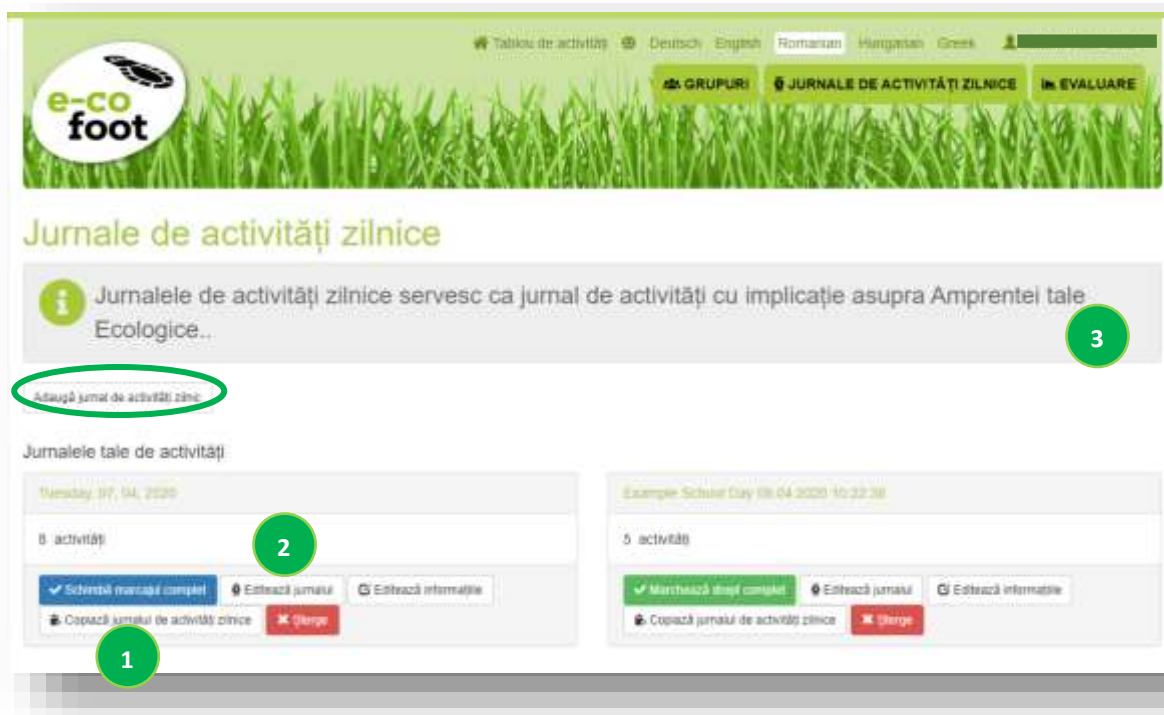 Tablou de activități Deutsch English Romanian Hungarian Greek
e-co
foot
GRUPURI JURNALE DE ACTIVITĂȚI ZILNICE EVALUARE
Jurnale de activități zilnice
Jurnalele de activități zilnice servesc ca jurnal de activități cu implicație asupra Amprentei tale
Ecologice..
3
Adaugă jurnal de activități zilnic
Jurnalele tale de activități
Tuesday, 07, 04, 2020
Example School Day 08.04.2020 10:22:38
8 activități
5 activități
2
Schimbă marcajul complet Editează jurnalul Editează informațiile
Copiază jurnalul de activități zilnice Șterge
Marchează drept complet Editează jurnalul Editează informațiile
Copiază jurnalul de activități zilnice Șterge
1